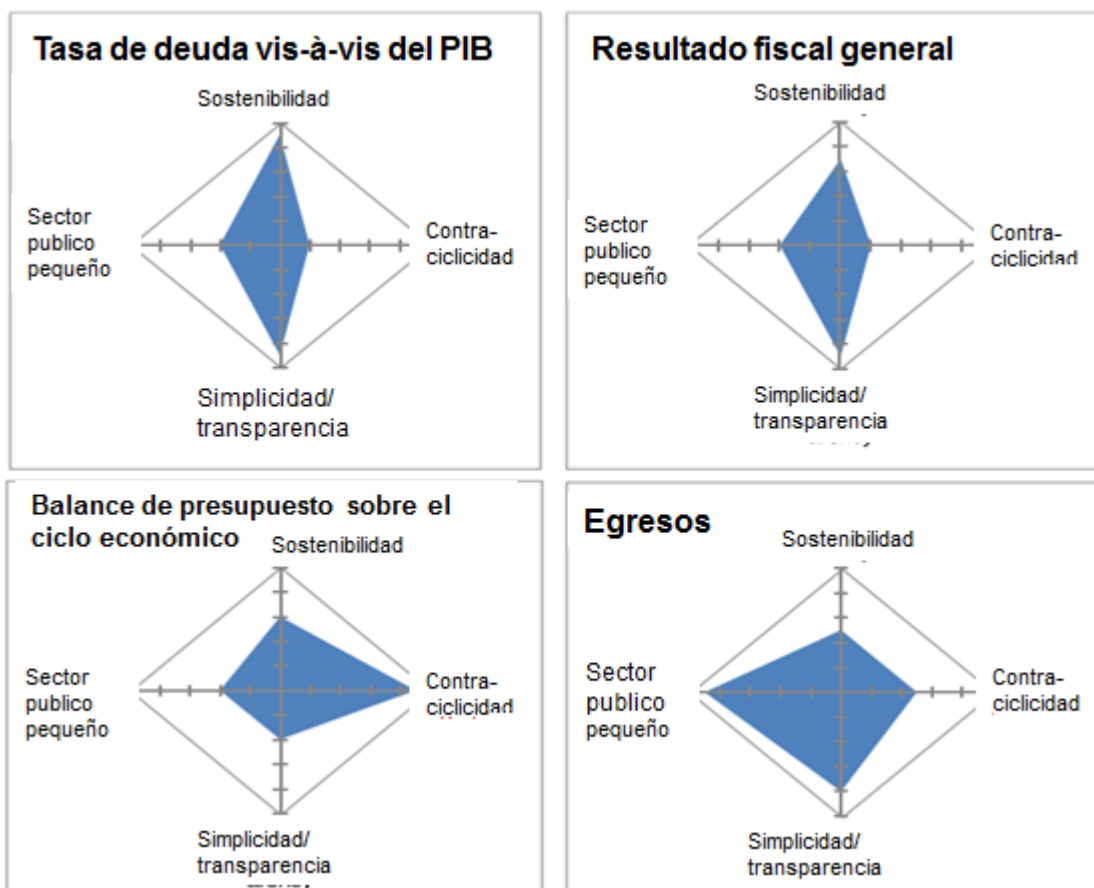 Tasa de deuda vis-à-vis del PIB
Sostenibilidad
Sector
publico
pequeño
Contra-
ciclicidad
Simplicidad/
transparencia
Resultado fiscal general
Sostenibilidad
Sector
publico
pequeño
Contra-
ciclicidad
Simplicidad/
transparencia
Balance de presupuesto sobre el
ciclo económico
Sostenibilidad
Sector
publico
pequeño
Contra-
ciclicidad
Simplicidad/
transparencia
Egresos
Sostenibilidad
Sector
publico
pequeño
Contra-
ciclicidad
Simplicidad/
transparencia